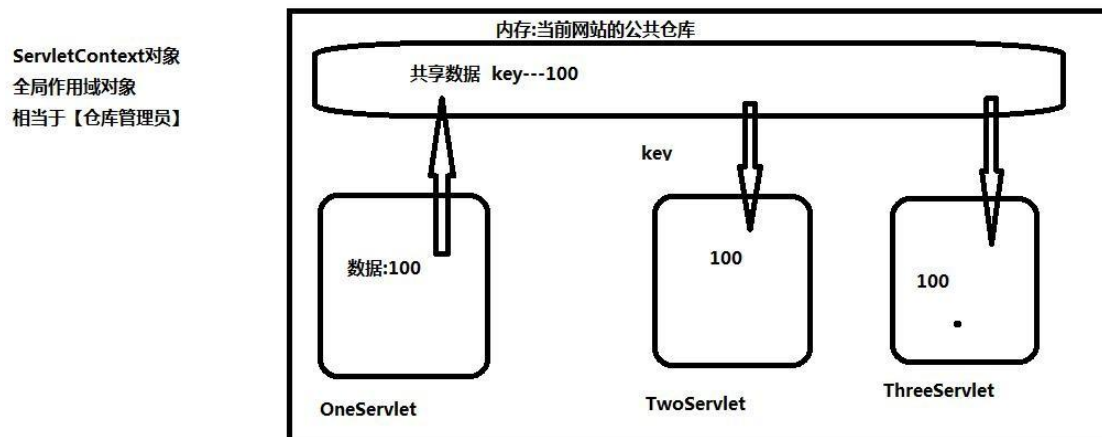 ServletContext对象
全局作用域对象
相当于【仓库管理员】
内存:当前网站的公共仓库
共享数据 key---100
key
数据:100
100
100
OneServlet
TwoServlet
ThreeServlet